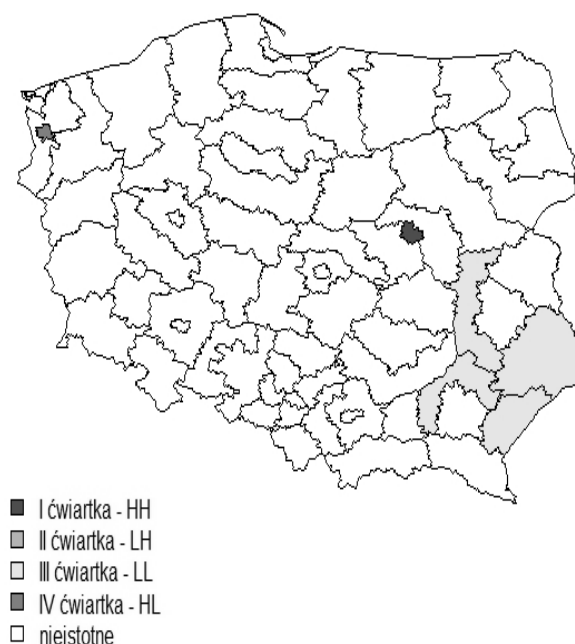 I ćwiartka - HH
II ćwiartka - LH
III ćwiartka - LL
IV ćwiartka - HL
nieistotne